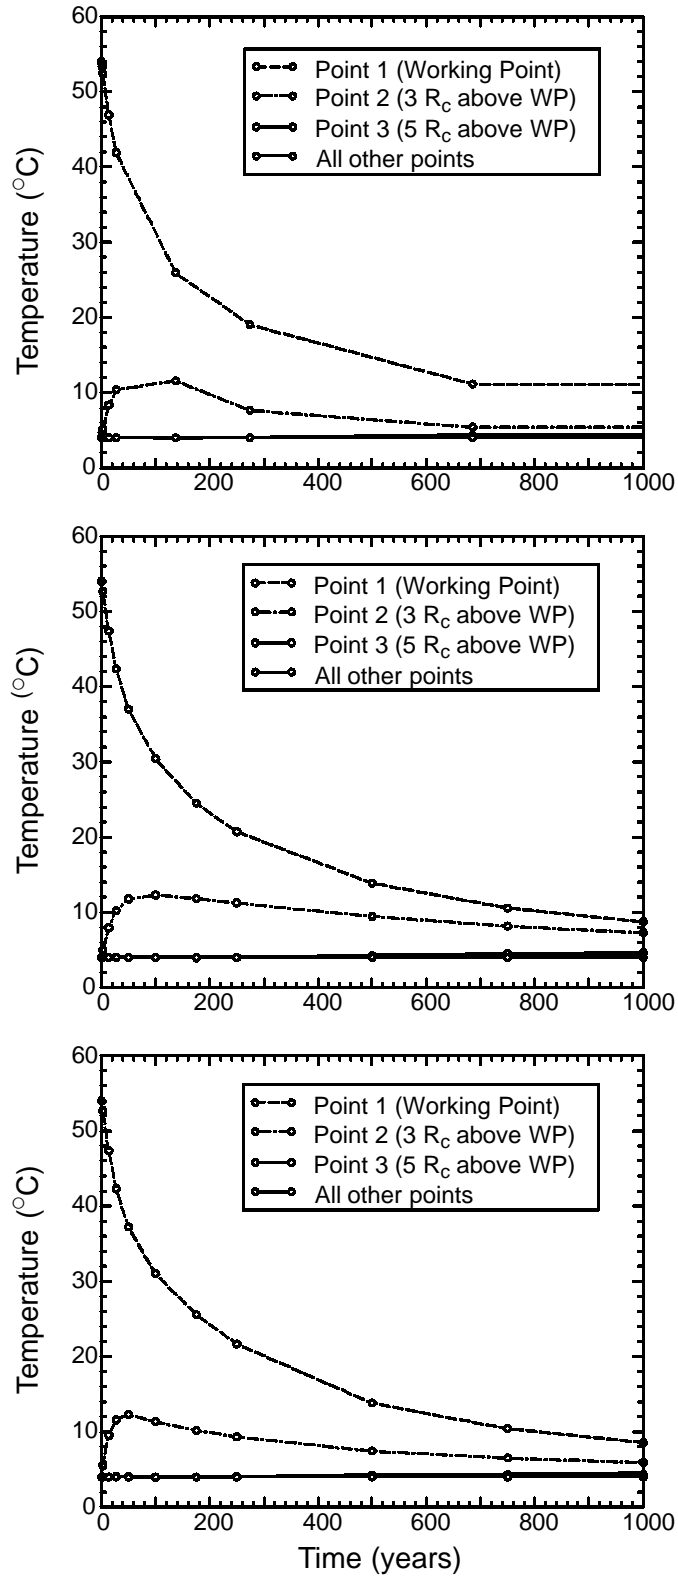 60
50
40
30
20
10
0
Temperature (°C)
Point 1 (Working Point)
Point 2 (3 Rc above WP)
Point 3 (5 Rc above WP)
All other points
0 200 400 600 800 1000
60
50
40
30
20
10
0
Temperature (°C)
Point 1 (Working Point)
Point 2 (3 Rc above WP)
Point 3 (5 Rc above WP)
All other points
0 200 400 600 800 1000
60
50
40
30
20
10
0
Temperature (°C)
Point 1 (Working Point)
Point 2 (3 Rc above WP)
Point 3 (5 Rc above WP)
All other points
0 200 400 600 800 1000
Time (years)